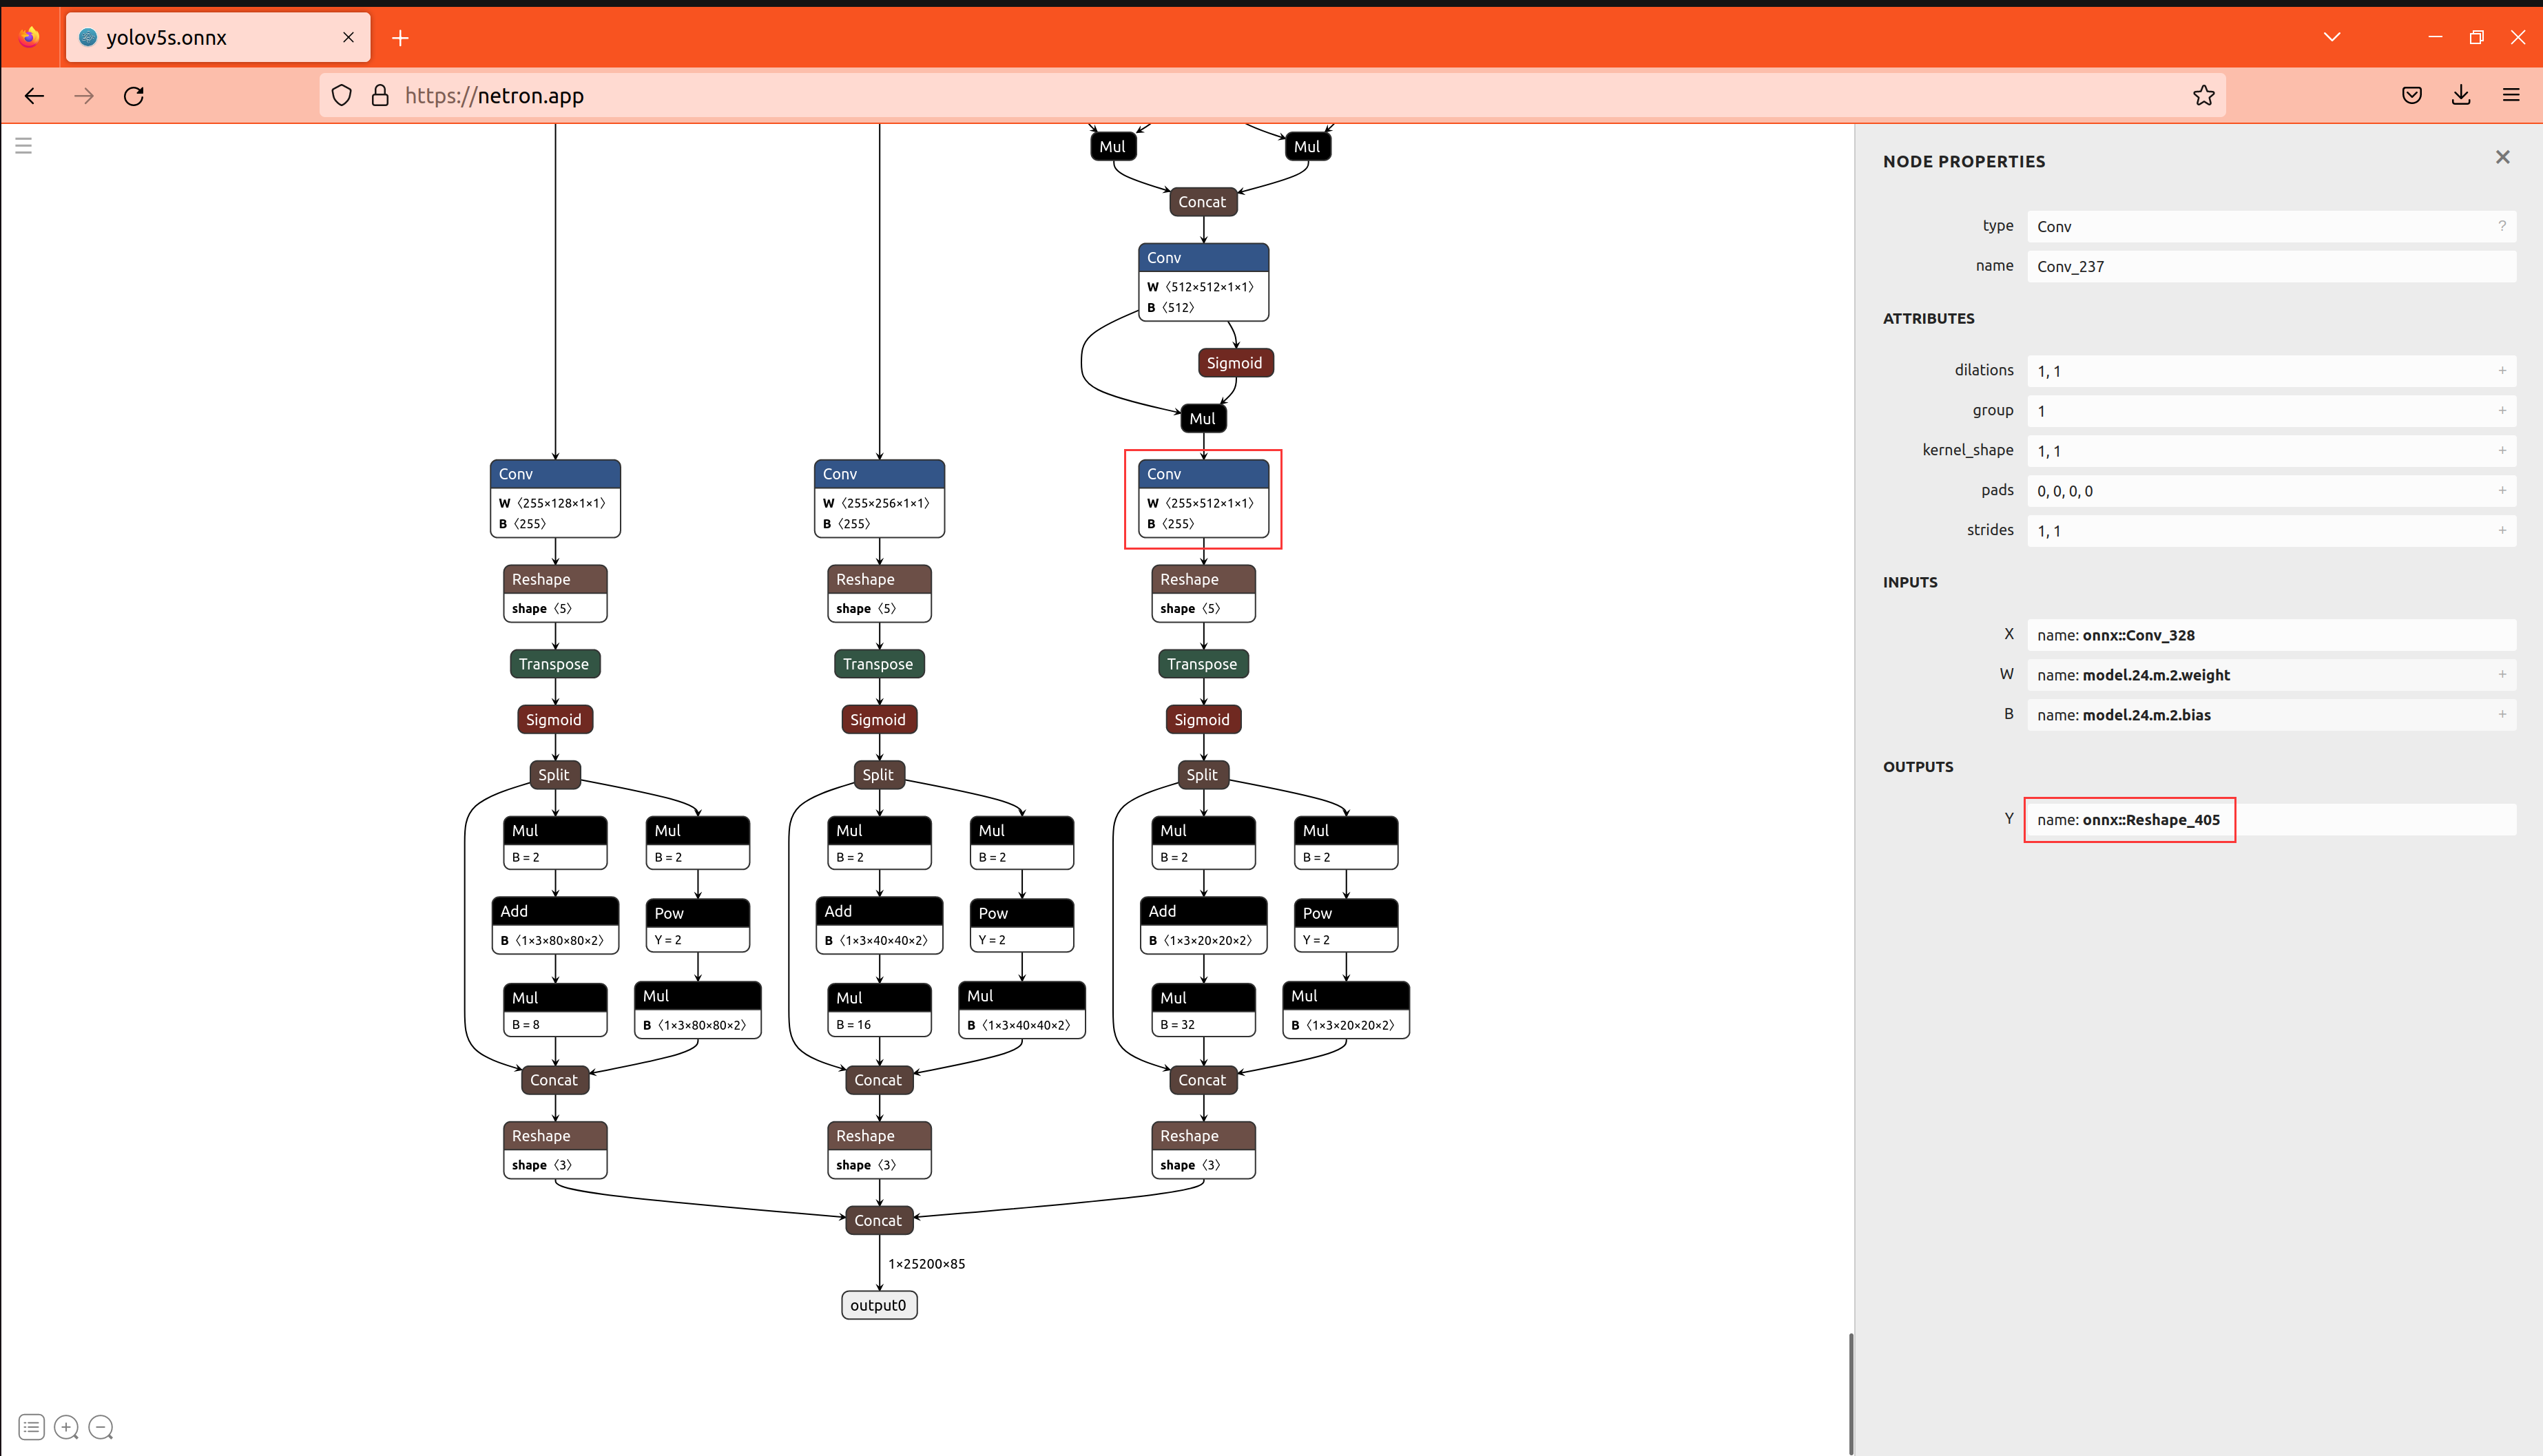 yolov5s.onnx
https://netron.app
Mul
Mul
Concat
Conv
W 〈512×512×1×1〉
B 〈512〉
Sigmoid
Mul
Conv
W 〈255×128×1×1〉
B 〈255〉
Conv
W 〈255×256×1×1〉
B 〈255〉
Conv
W 〈255×512×1×1〉
B 〈255〉
Reshape
shape 〈5〉
Reshape
shape 〈5〉
Reshape
shape 〈5〉
Transpose
Transpose
Transpose
Sigmoid
Sigmoid
Sigmoid
Split
Split
Split
Mul
B = 2
Mul
B = 2
Mul
B = 2
Mul
B = 2
Mul
B = 2
Mul
B = 2
Add
B 〈1×3×80×80×2〉
Pow
Y = 2
Add
B 〈1×3×40×40×2〉
Pow
Y = 2
Add
B 〈1×3×20×20×2〉
Pow
Y = 2
Mul
B = 8
Mul
B 〈1×3×80×80×2〉
Mul
B = 16
Mul
B 〈1×3×40×40×2〉
Mul
B = 32
Mul
B 〈1×3×20×20×2〉
Concat
Concat
Concat
Reshape
shape 〈3〉
Reshape
shape 〈3〉
Reshape
shape 〈3〉
Concat
1×25200×85
output0
NODE PROPERTIES
type Conv ?
name Conv_237
ATTRIBUTES
dilations 1, 1 +
group 1 +
kernel_shape 1, 1 +
pads 0, 0, 0, 0 +
strides 1, 1 +
INPUTS
X name: onnx::Conv_328
W name: model.24.m.2.weight +
B name: model.24.m.2.bias +
OUTPUTS
Y name: onnx::Reshape_405